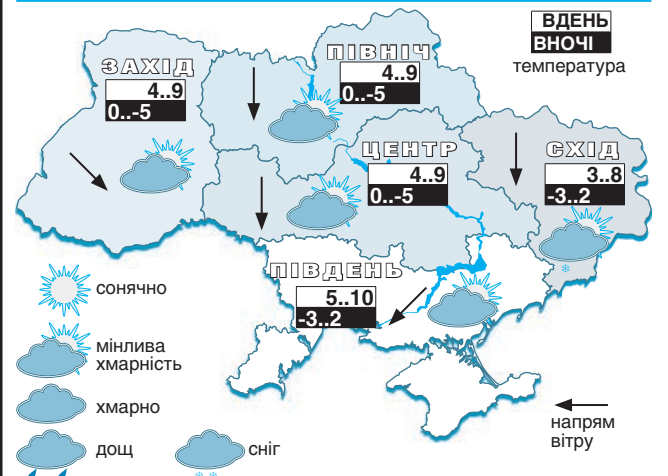 ВДЕНЬ
ВНОЧІ
температура
ПІВНІЧ
4..9
0..-5
ЗАХІД
4..9
0..-5
ЦЕНТР
4..9
0..-5
СХІД
3..8
-3..2
ПІВДЕНЬ
5..10
-3..2
сонячно
мінлива
хмарність
хмарно
дощ
сніг
напрям
вітру